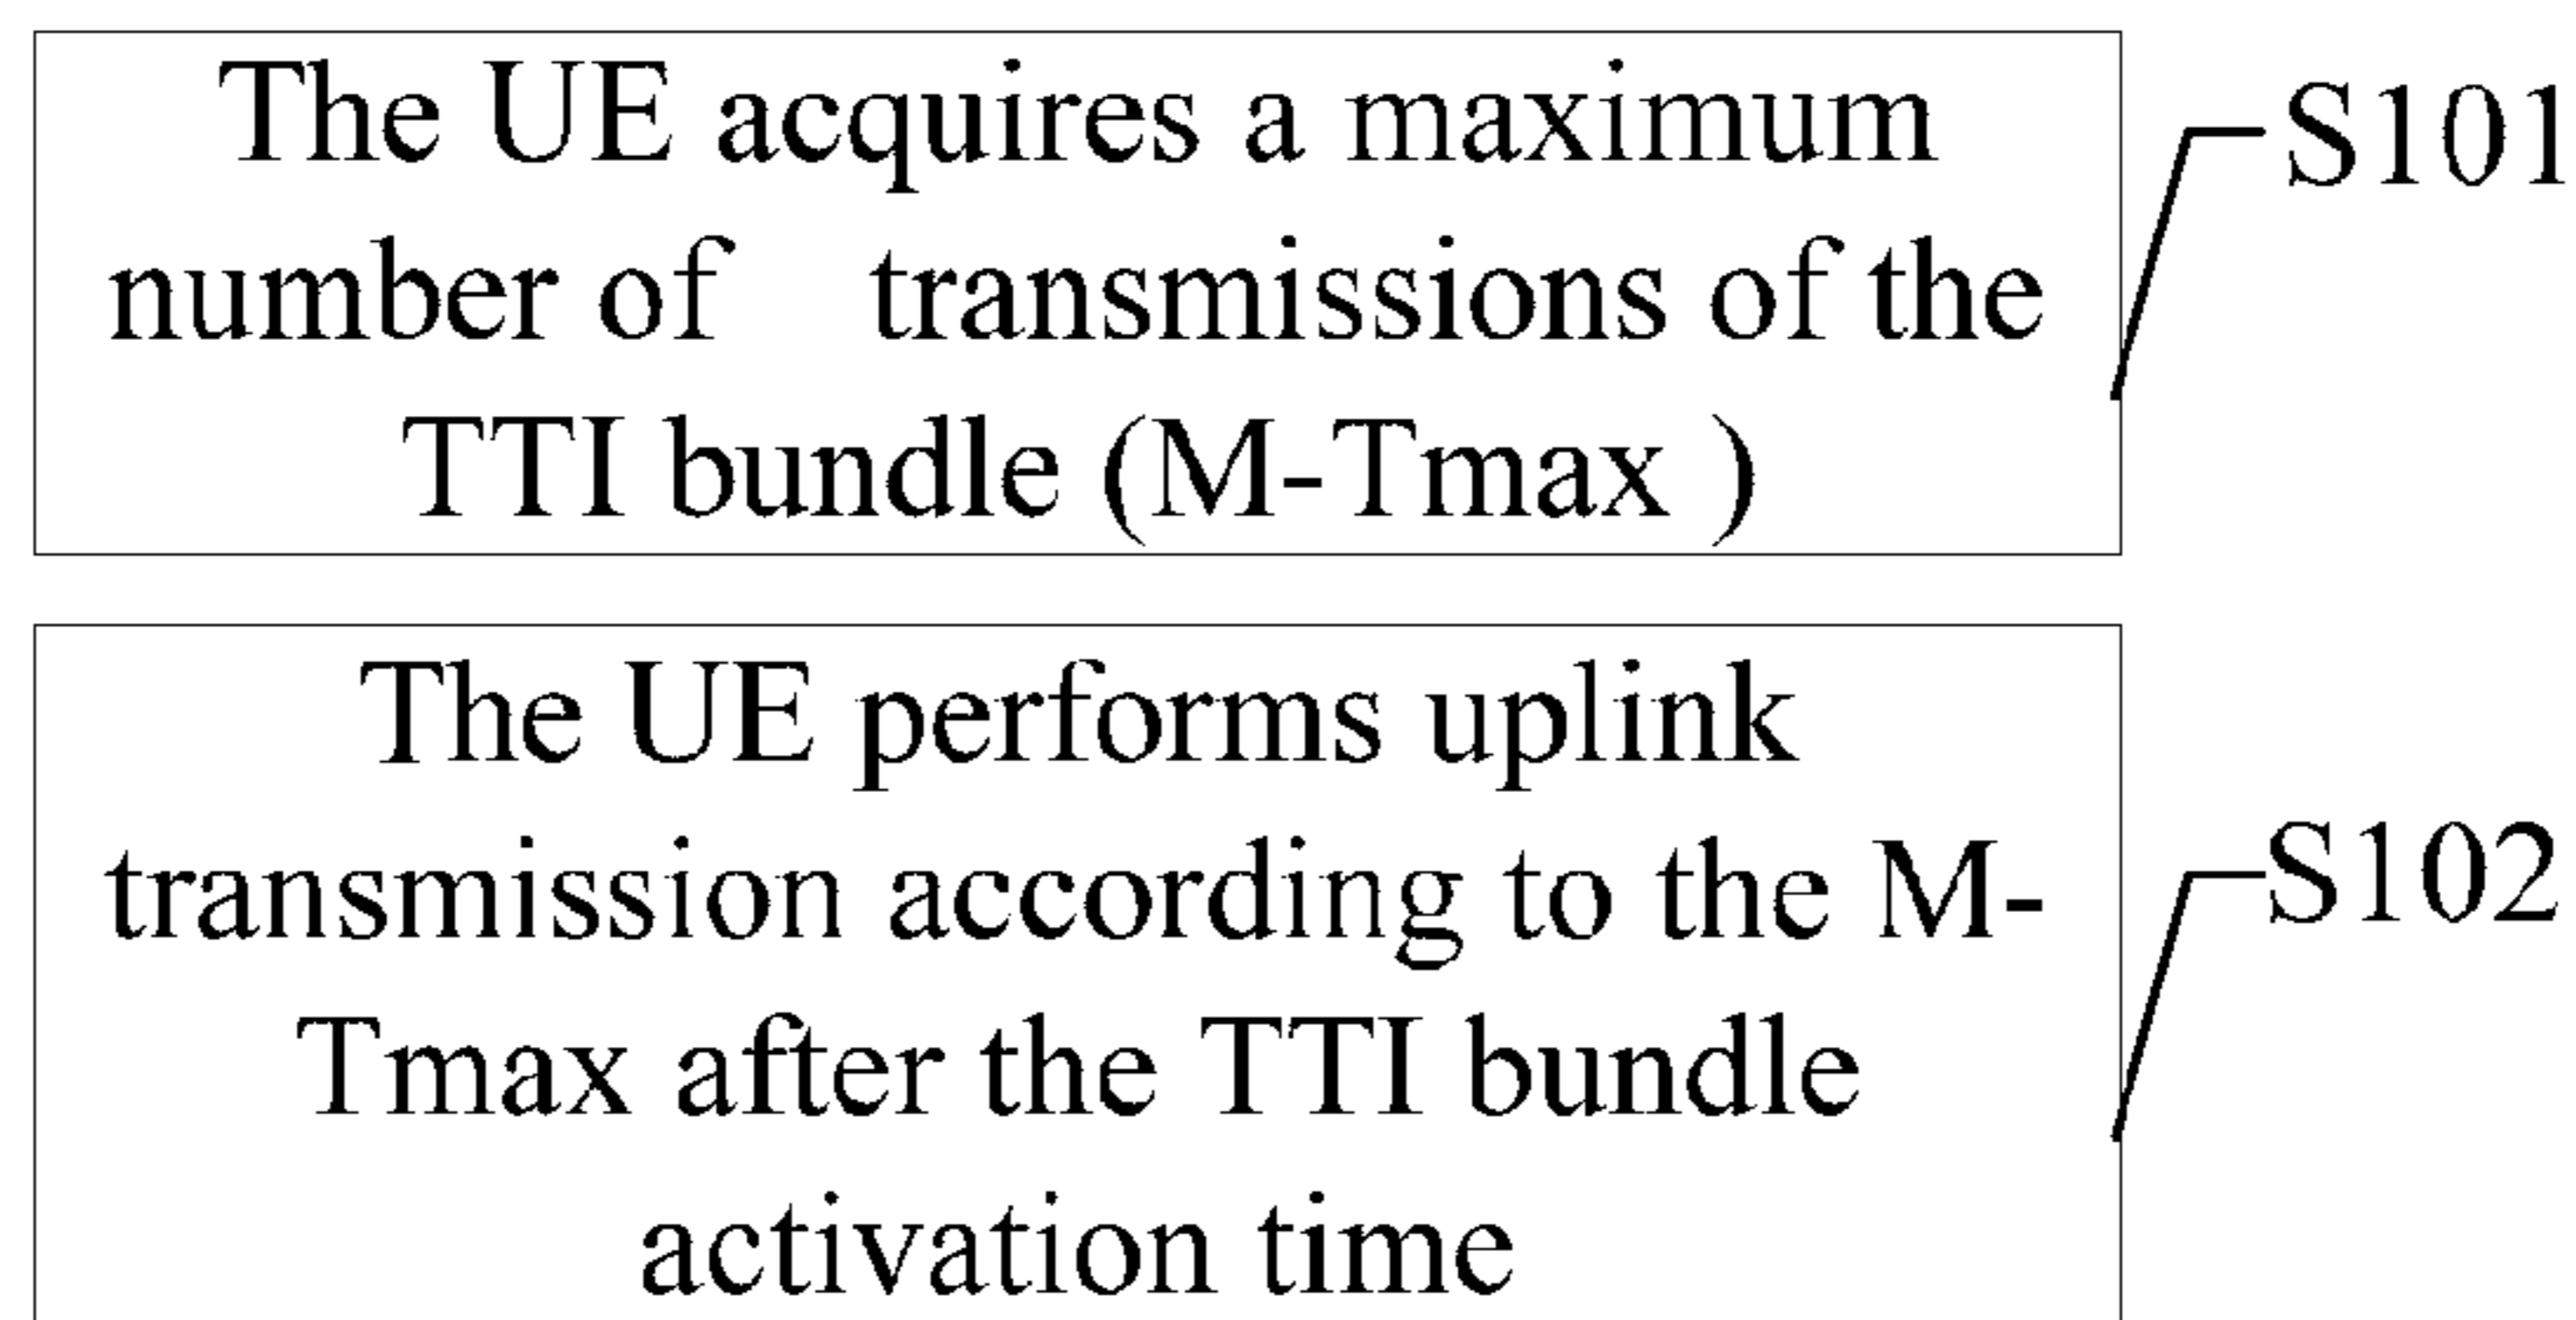 The UE acquires a maximum
number of transmissions of the
TTI bundle (M-Tmax )
S101
The UE performs uplink
transmission according to the M-
Tmax after the TTI bundle
activation time
S102